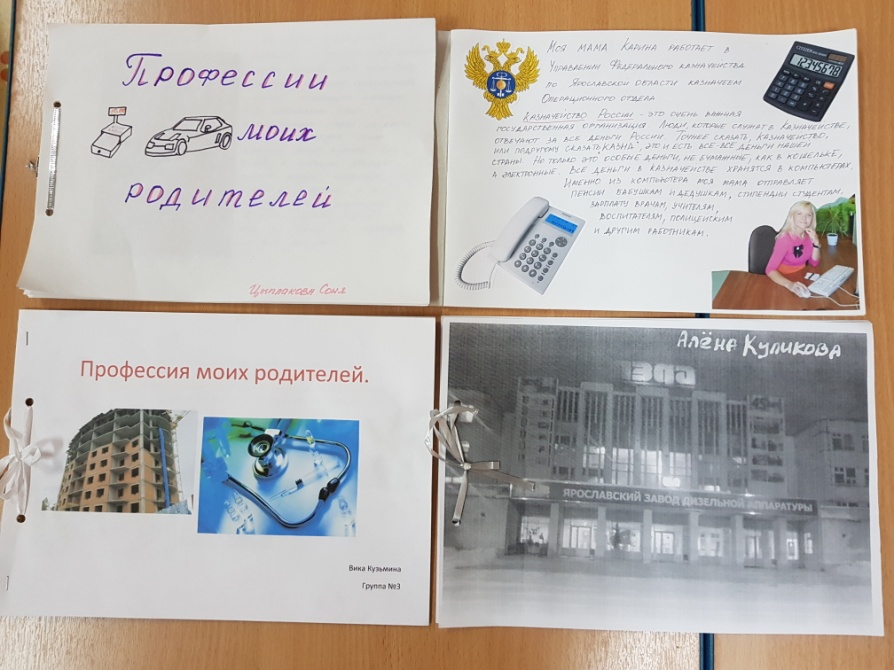 Профессии
моих
родителей
Цыплакова Соня
Моя мама Карина работает в
Управлении Федерального казначейства
по Ярославской области казначеем
Операционного отдела
Казначейство России – это очень важная
государственная организация. Люди, которые служат в Казначействе,
отвечают за все деньги России. Точнее сказать, Казначейство,
или по другому сказать „казна", это и есть все-все деньги нашей
страны. Но только это особые деньги, не бумажные, как в кошельке,
а электронные. Все деньги в казначействе хранятся в компьютерах.
Именно из компьютера моя мама отправляет
пенсии бабушкам и дедушкам, стипендии студентам,
зарплату врачам, учителям,
воспитателям, полицейским
и другим работникам.
Профессия моих родителей.
Вика Кузьмина
Группа №3
Алёна Куликова
ЯЗДА
ЯРОСЛАВСКИЙ ЗАВОД ДИЗЕЛЬНОЙ АППАРАТУРЫ